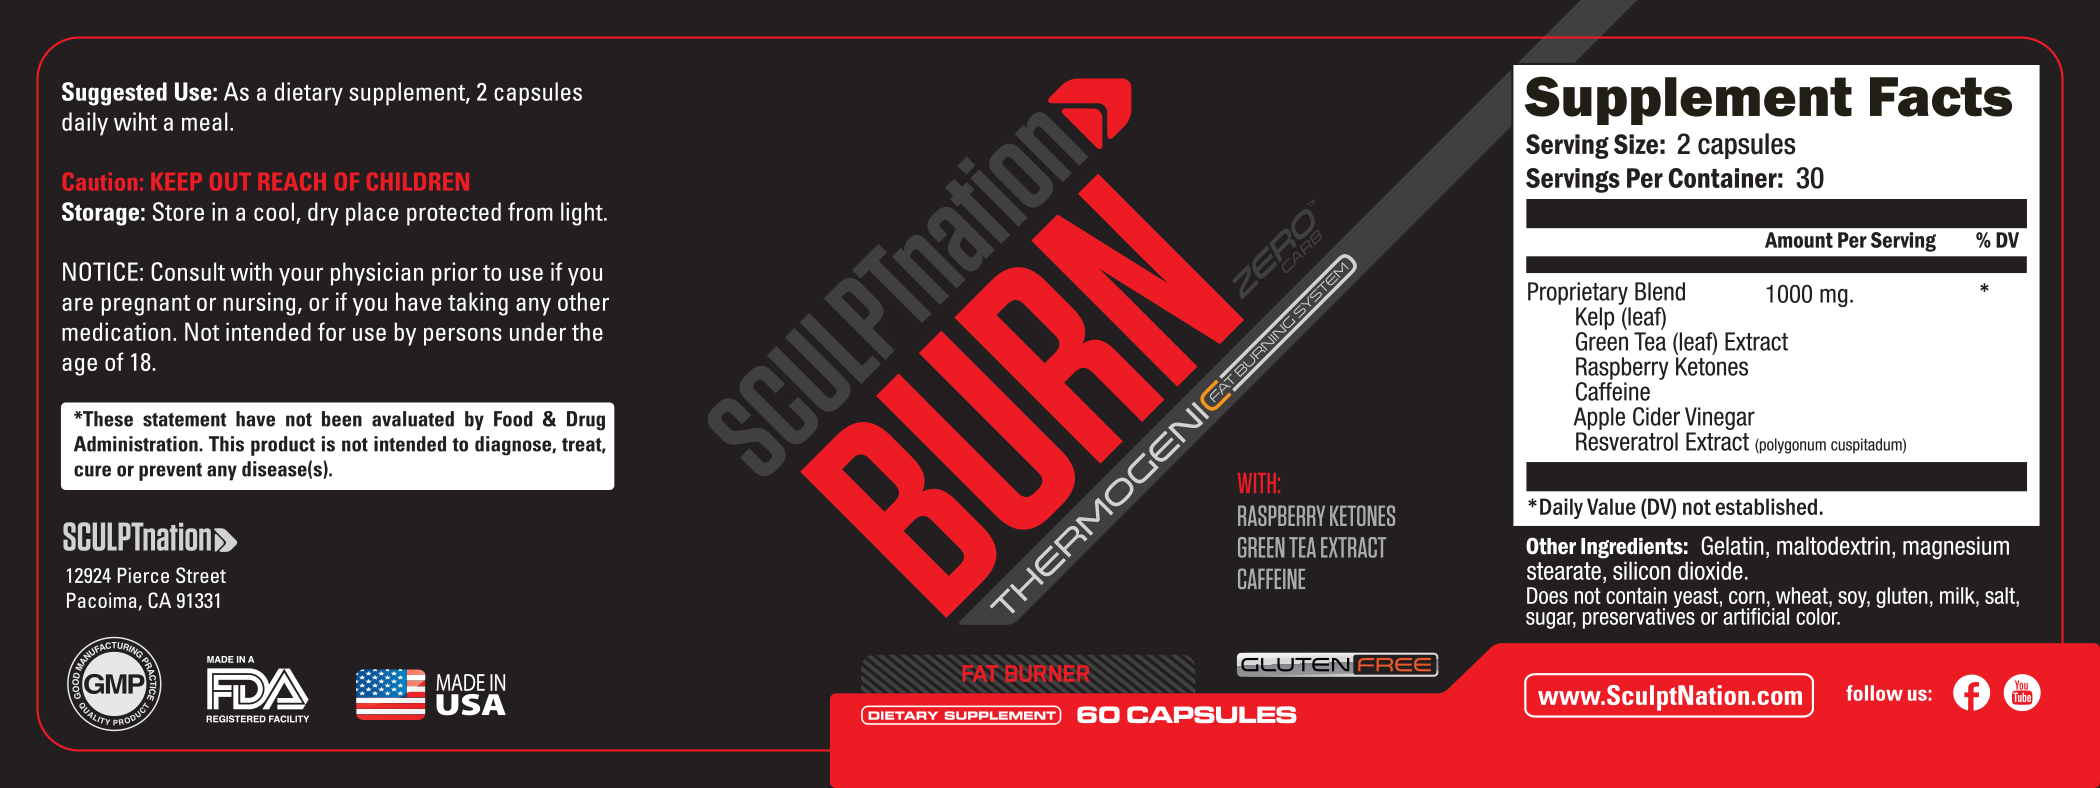 Suggested Use: As a dietary supplement, 2 capsules
daily wiht a meal.
Caution: KEEP OUT REACH OF CHILDREN
Storage: Store in a cool, dry place protected from light.
NOTICE: Consult with your physician prior to use if you
are pregnant or nursing, or if you have taking any other
medication. Not intended for use by persons under the
age of 18.
*These statement have not been avaluated by Food & Drug
Administration. This product is not intended to diagnose, treat,
cure or prevent any disease(s).
SCULPTnation
12924 Pierce Street
Pacoima, CA 91331
GOOD MANUFACTURING PRACTICE
GMP
QUALITY PRODUCT
MADE IN A
FDA
REGISTERED FACILITY
MADE IN
USA
SCULPTnation
BURN
ZERO™
CARB
THERMOGENIC FAT BURNING SYSTEM
WITH:
RASPBERRY KETONES
GREEN TEA EXTRACT
CAFFEINE
GLUTEN FREE
FAT BURNER
DIETARY SUPPLEMENT 60 CAPSULES
Supplement Facts
Serving Size: 2 capsules
Servings Per Container: 30
Amount Per Serving % DV
Proprietary Blend 1000 mg. *
Kelp (leaf)
Green Tea (leaf) Extract
Raspberry Ketones
Caffeine
Apple Cider Vinegar
Resveratrol Extract (polygonum cuspitadum)
*Daily Value (DV) not established.
Other Ingredients: Gelatin, maltodextrin, magnesium
stearate, silicon dioxide.
Does not contain yeast, corn, wheat, soy, gluten, milk, salt,
sugar, preservatives or artificial color.
www.SculptNation.com follow us: f You
Tube